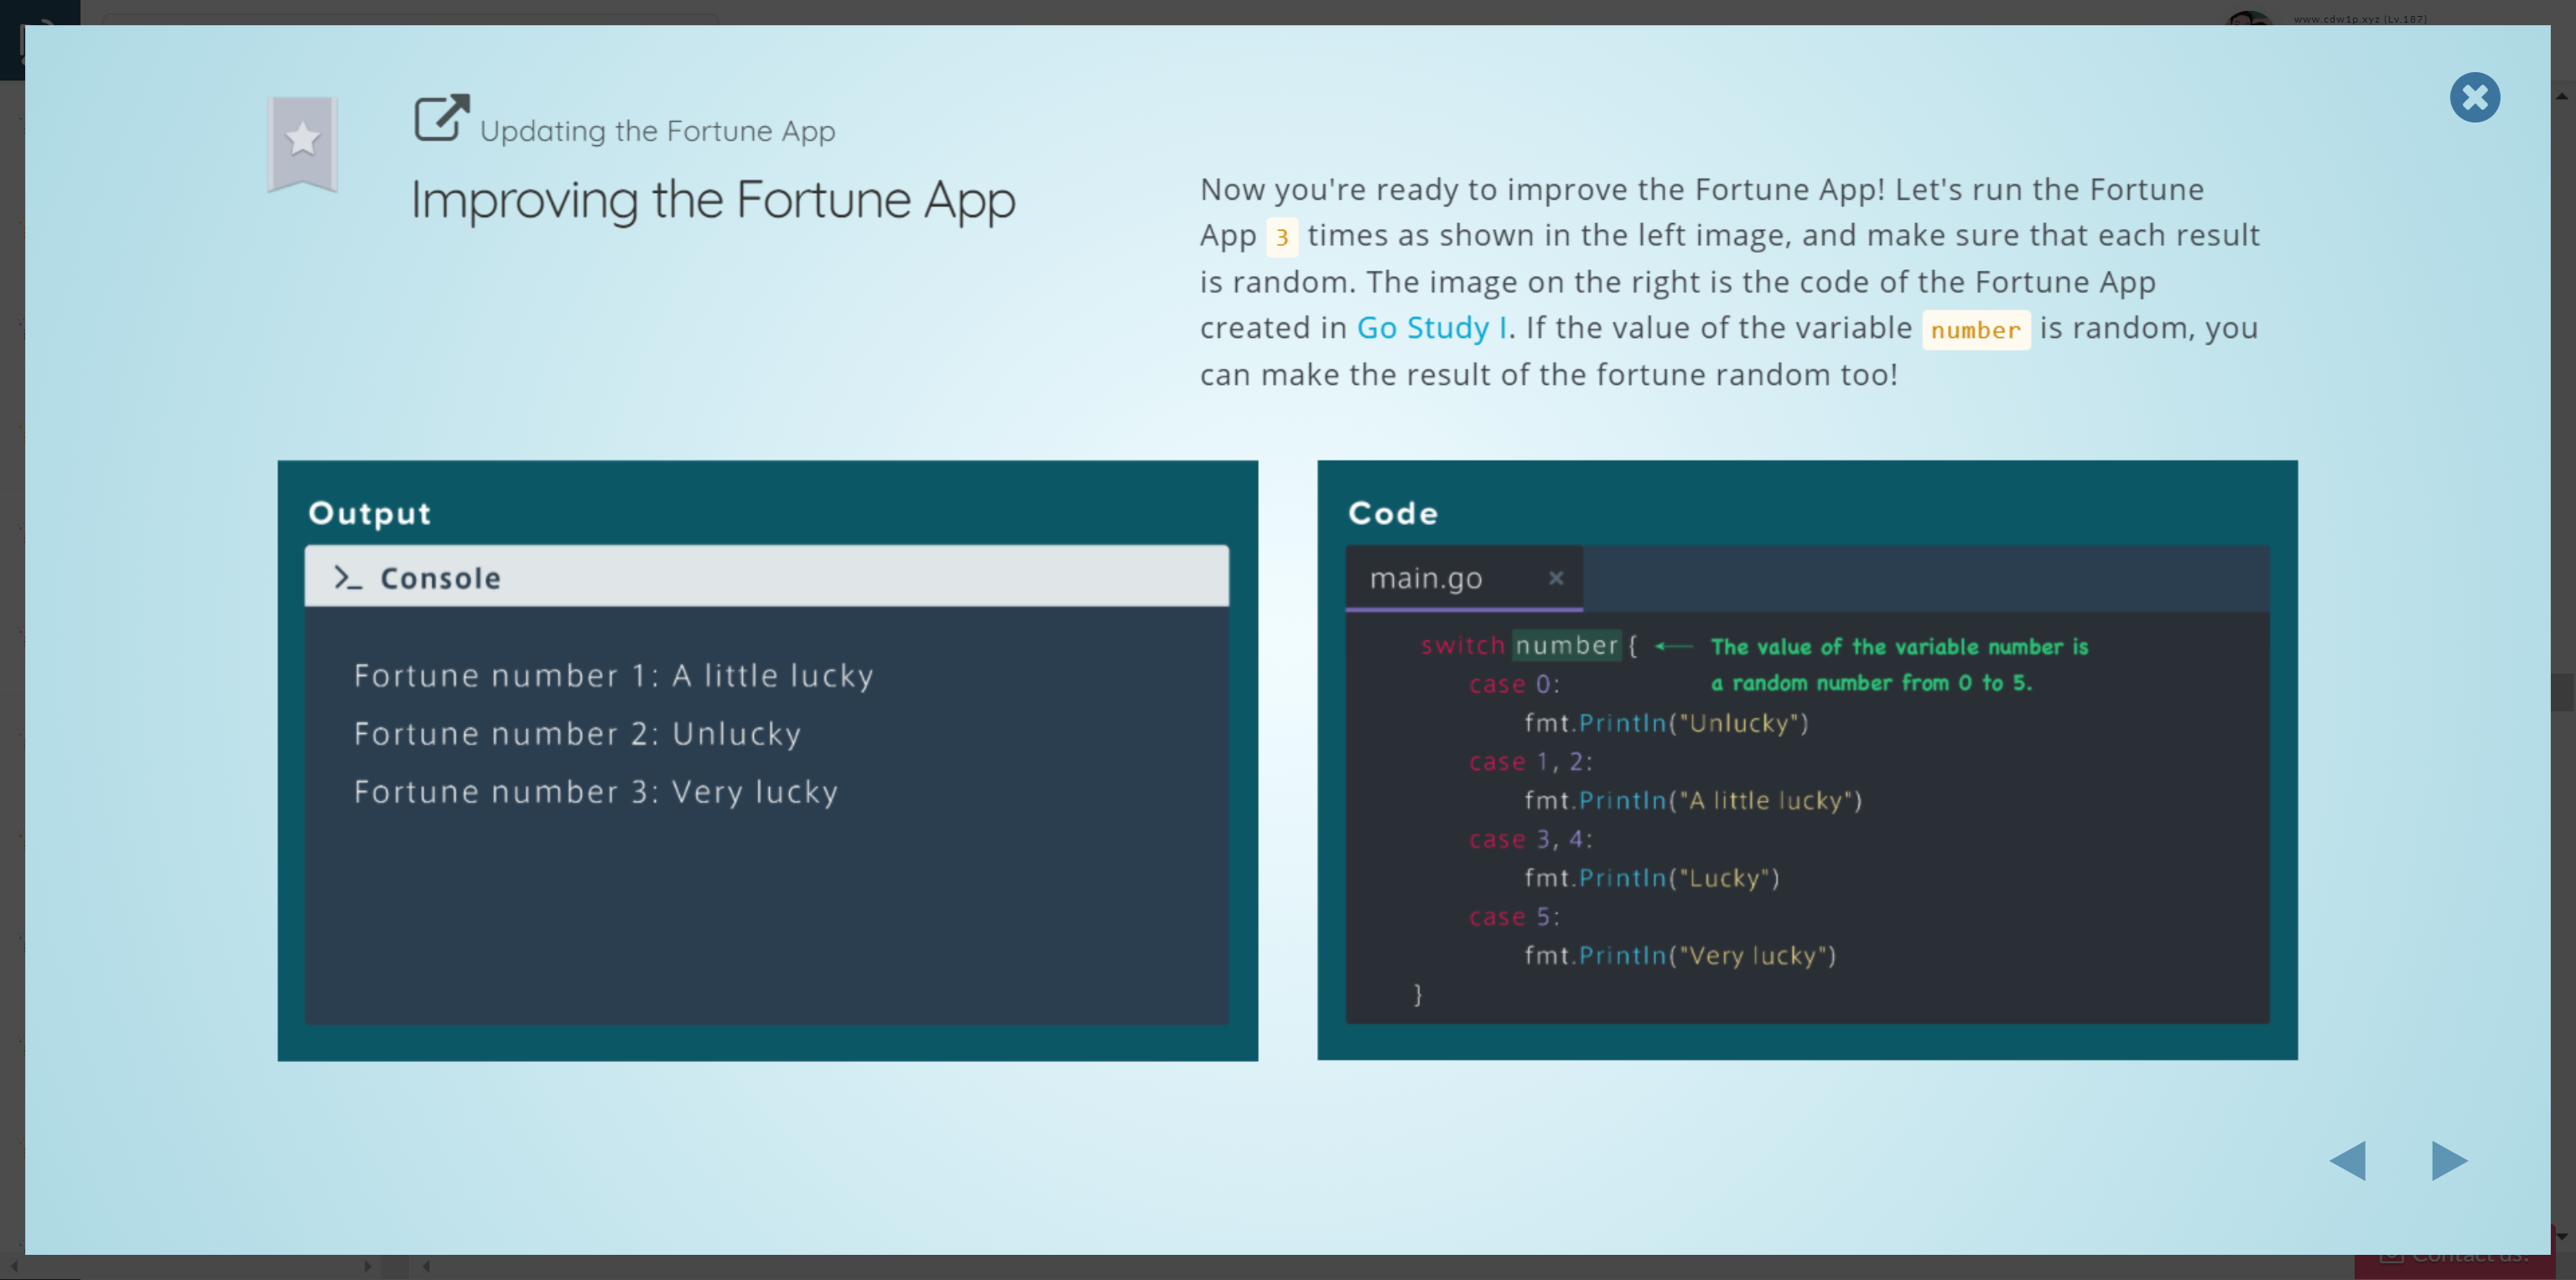 www.cdw1p.xyz (Lv.187)
Updating the Fortune App
Improving the Fortune App
Now you're ready to improve the Fortune App! Let's run the Fortune
App 3 times as shown in the left image, and make sure that each result
is random. The image on the right is the code of the Fortune App
created in Go Study I. If the value of the variable number is random, you
can make the result of the fortune random too!
Output
>_ Console
Fortune number 1: A little lucky
Fortune number 2: Unlucky
Fortune number 3: Very lucky
Code
main.go ×
switch number { ← The value of the variable number is
a random number from 0 to 5.
case 0:
fmt.Println("Unlucky")
case 1, 2:
fmt.Println("A little lucky")
case 3, 4:
fmt.Println("Lucky")
case 5:
fmt.Println("Very lucky")
}
Contact us!